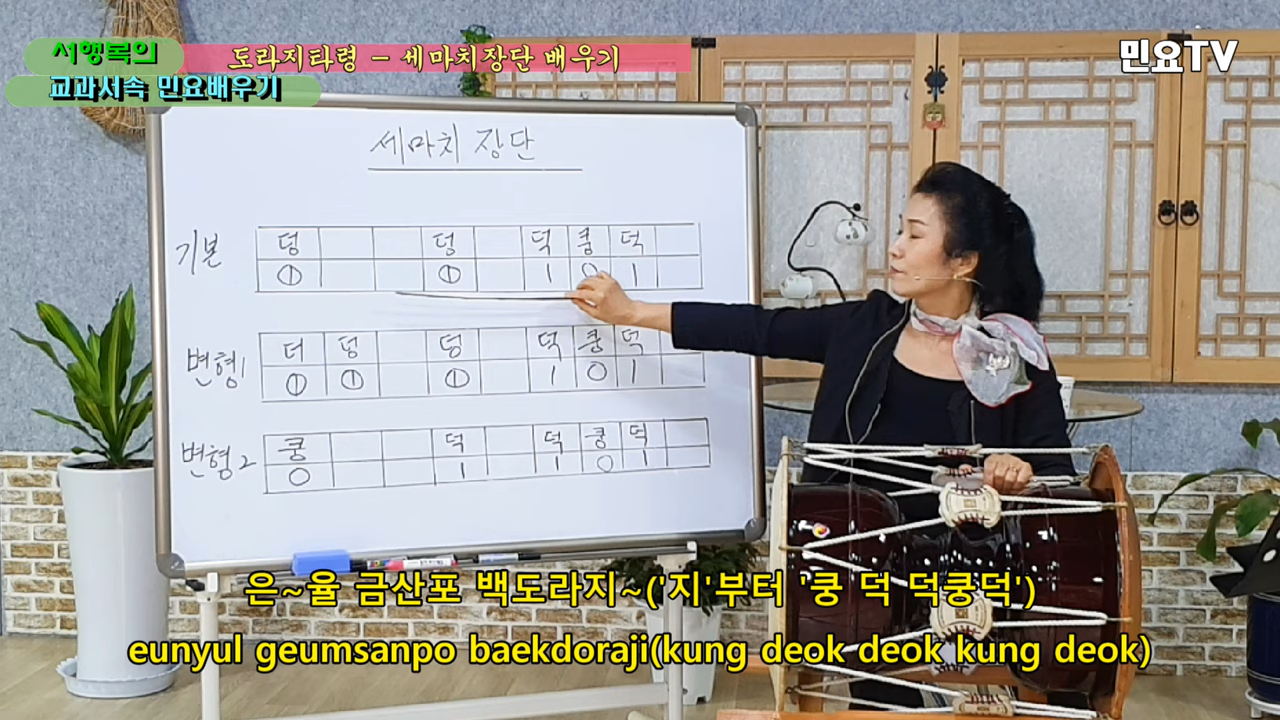 서행록의
교과서속 민요배우기
도라지타령 - 세마치장단 배우기
민요TV
세마치 장단
기본 덩 덩 덕 쿵 덕
변형1 더 덩 덩 덕 쿵 덕
변형2 쿵 덕 덕 쿵 덕
은~율 금산포 백도라지~('지'부터 '쿵 덕 덕쿵덕')
eunyul geumsanpo baekdoraji(kung deok deok kung deok)